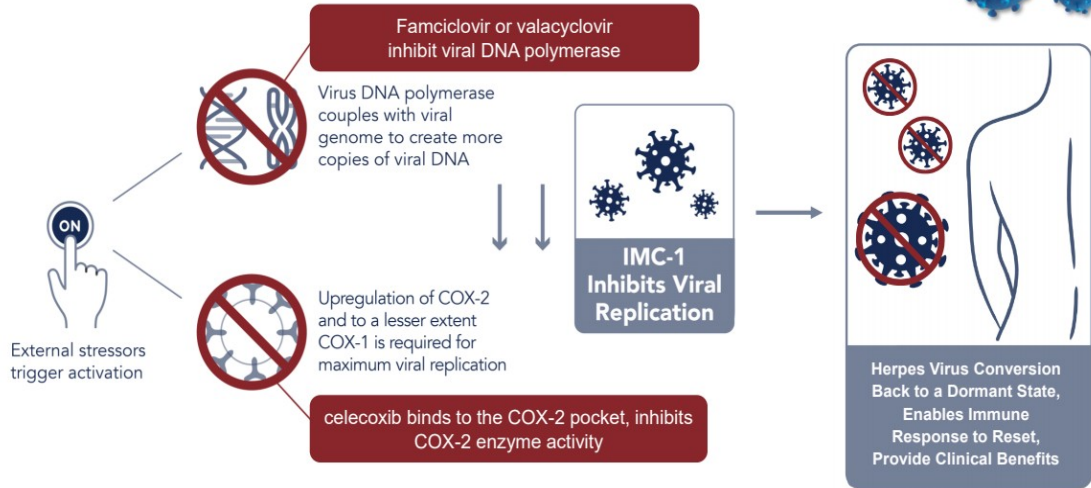 Famciclovir or valacyclovir
inhibit viral DNA polymerase
Virus DNA polymerase
couples with viral
genome to create more
copies of viral DNA
ON
External stressors
trigger activation
Upregulation of COX-2
and to a lesser extent
COX-1 is required for
maximum viral replication
celecoxib binds to the COX-2 pocket, inhibits
COX-2 enzyme activity
IMC-1
Inhibits Viral
Replication
Herpes Virus Conversion
Back to a Dormant State,
Enables Immune
Response to Reset,
Provide Clinical Benefits